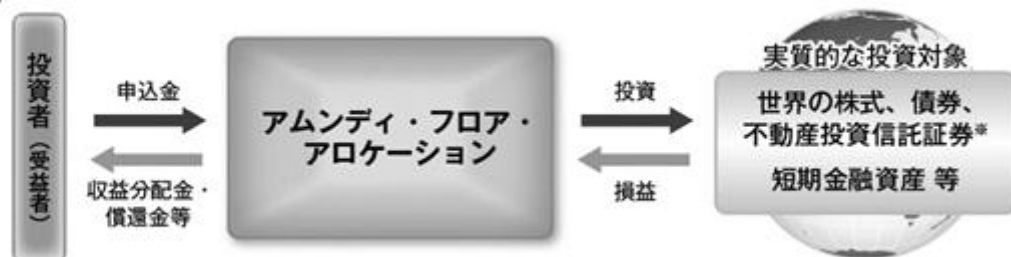 投資者（受益者）
申込金
収益分配金・
償還金等
アムンディ・フロア・
アロケーション
投資
損益
実質的な投資対象
世界の株式、債券、
不動産投資信託証券※
短期金融資産 等